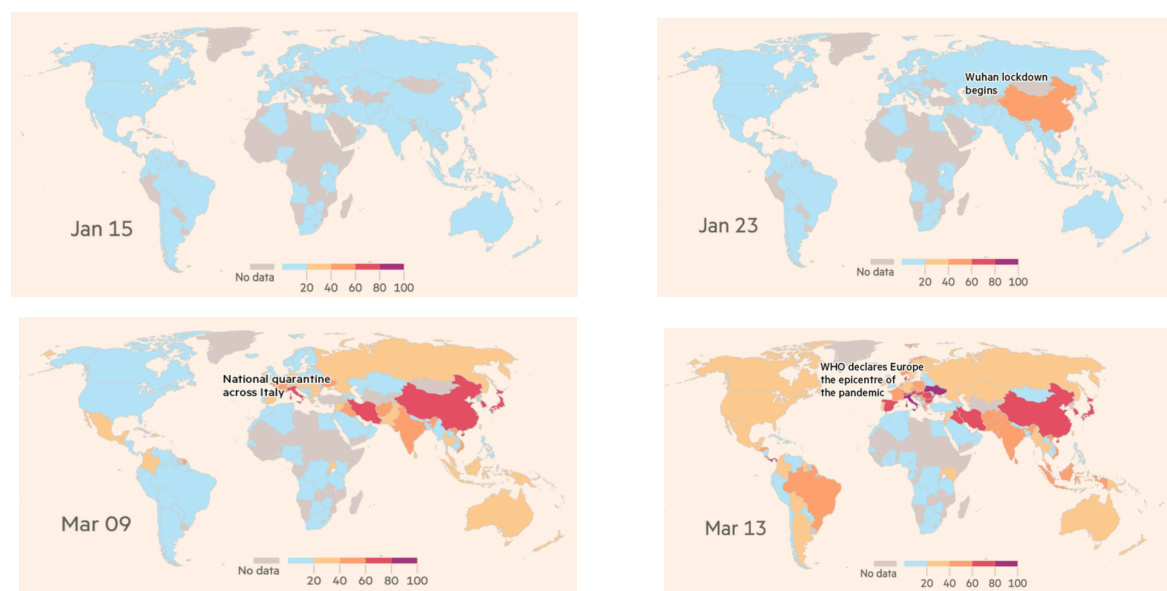 Jan 15
No data
20 40 60 80 100
Wuhan lockdown
begins
Jan 23
No data
20 40 60 80 100
National quarantine
across Italy
Mar 09
No data
20 40 60 80 100
WHO declares Europe
the epicentre of
the pandemic
Mar 13
No data
20 40 60 80 100